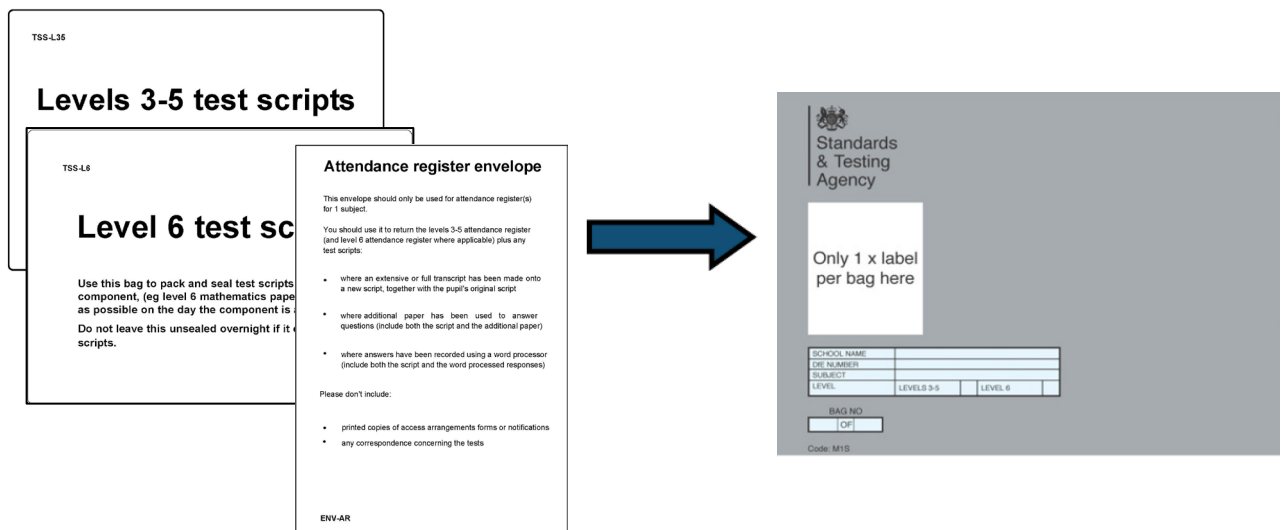 TSS-L35
Levels 3-5 test scripts
TSS-L6
Level 6 test sc
Use this bag to pack and seal test scripts
component, (eg level 6 mathematics pape
as possible on the day the component is
Do not leave this unsealed overnight if it
scripts.
Attendance register envelope
This envelope should only be used for attendance register(s)
for 1 subject.
You should use it to return the levels 3-5 attendance register
(and level 6 attendance register where applicable) plus any
test scripts:
• where an extensive or full transcript has been made onto
a new script, together with the pupil's original script
• where additional paper has been used to answer
questions (include both the script and the additional paper)
• where answers have been recorded using a word processor
(include both the script and the word processed responses)
Please don't include:
• printed copies of access arrangements forms or notifications
• any correspondence concerning the tests
ENV-AR
Standards
& Testing
Agency
Only 1 x label
per bag here
SCHOOL NAME
DfE NUMBER
SUBJECT
LEVEL LEVELS 3-5 LEVEL 6
BAG NO
OF
Code: M1S